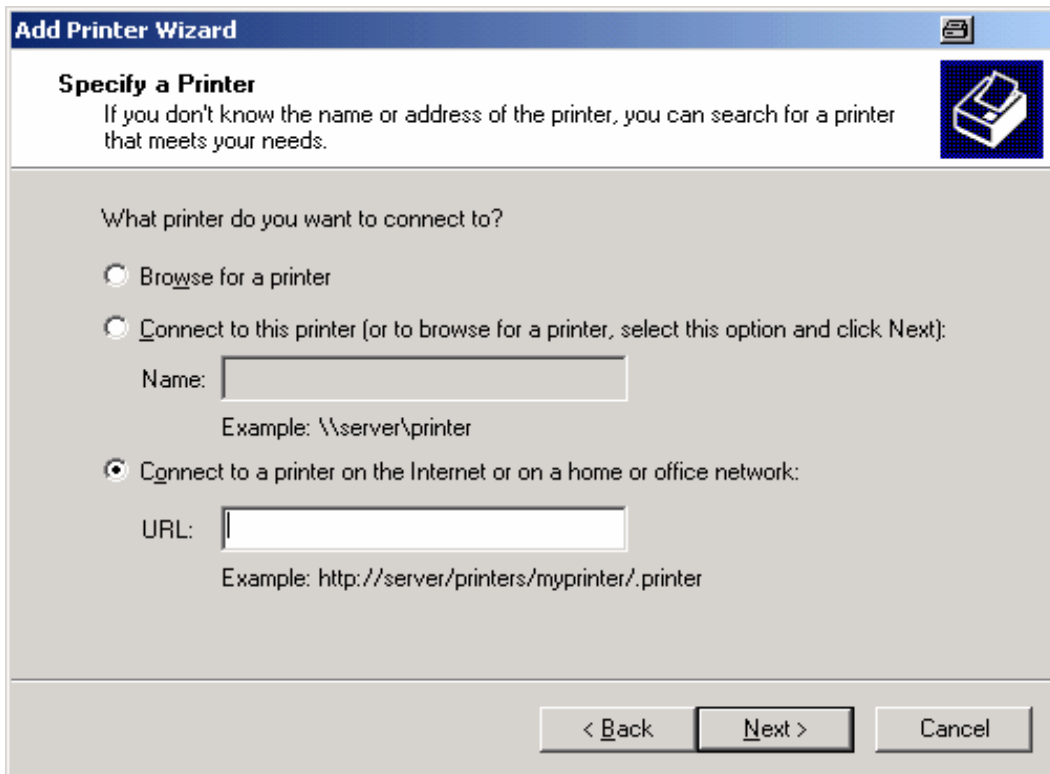 Add Printer Wizard
Specify a Printer
If you don't know the name or address of the printer, you can search for a printer
that meets your needs.
What printer do you want to connect to?
Browse for a printer
Connect to this printer (or to browse for a printer, select this option and click Next):
Name:
Example: \\server\printer
Connect to a printer on the Internet or on a home or office network:
URL:
Example: http://server/printers/myprinter/.printer
< Back Next > Cancel